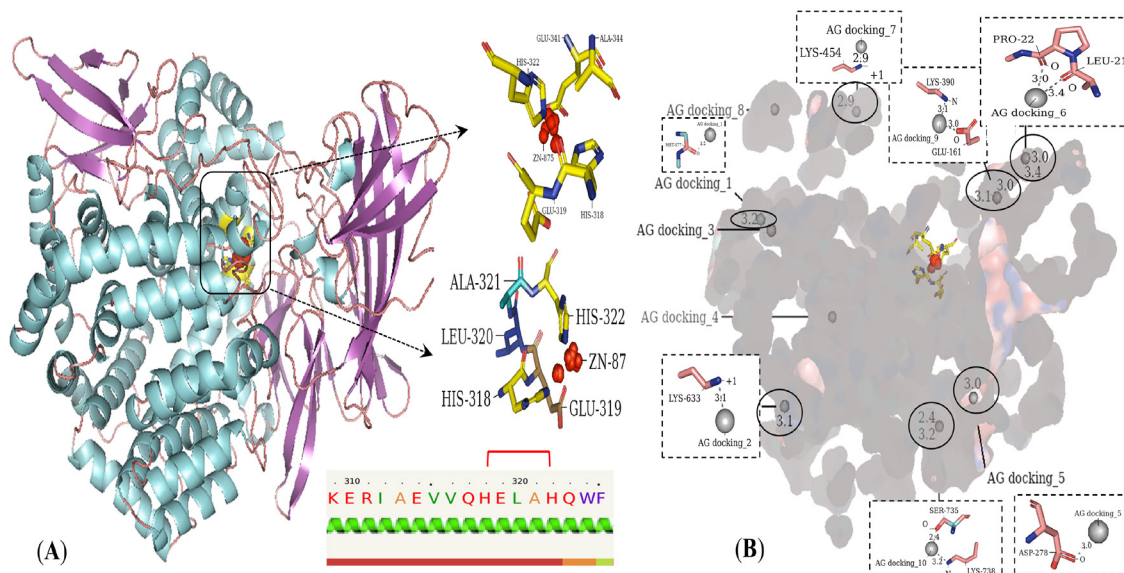 GLU-341
ALA-344
HIS-322
ZN-875
GLU-319
HIS-318
ALA-321
HIS-322
LEU-320
ZN-87
HIS-318
GLU-319
310
320
K E R I A E V V Q H E L A H Q W F
(A)
AG docking_7
2.9
LYS-454
+1
PRO-22
O
LEU-21
3.0
O
3.4
AG docking_6
LYS-390
N
3.1
3.0
AG docking_9
O
GLU-161
AG docking_8
2.9
AG docking_1
3.2
AG docking_3
3.0
3.4
3.0
3.1
AG docking_4
LYS-633
+1
3.1
AG docking_2
3.1
3.0
2.4
3.2
AG docking_5
SER-735
O
2.4
AG docking_10
3.2
N
LYS-738
AG docking_5
3.0
ASP-278
O
(B)